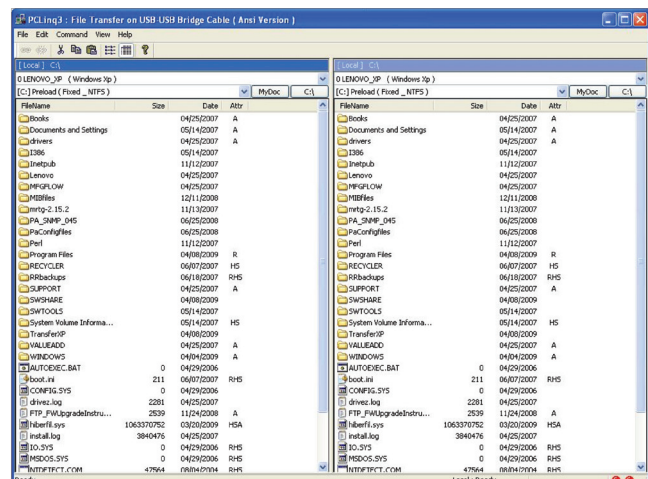 PCLinq3 : File Transfer on USB-USB Bridge Cable ( Ansi Version )
File Edit Command View Help
[ Local ] C:\
0 LENOVO_XP ( Windows Xp )
[C:] Preload ( Fixed _ NTFS ) MyDoc C:\
FileName Size Date Attr
Books 04/25/2007 A
Documents and Settings 05/14/2007 A
drivers 04/25/2007 A
I386 05/14/2007
Inetpub 11/12/2007
Lenovo 04/25/2007
MFGFLOW 04/25/2007
MIBfiles 12/11/2008
mrtg-2.15.2 11/13/2007
PA_SNMP_045 06/25/2008
PaConfigfiles 06/25/2008
Perl 11/12/2007
Program Files 04/08/2009 R
RECYCLER 06/07/2007 HS
RRbackups 06/18/2007 RHS
SUPPORT 04/25/2007 A
SWSHARE 04/08/2009
SWTOOLS 05/14/2007
System Volume Informa... 05/14/2007 HS
TransferXP 04/08/2009
VALUEADD 04/25/2007 A
WINDOWS 04/04/2009 A
AUTOEXEC.BAT 0 04/29/2006
boot.ini 211 06/07/2007 RHS
CONFIG.SYS 0 04/29/2006
drivez.log 2281 04/25/2007
FTP_FWUpgradeInstru... 2539 11/24/2008 A
hiberfil.sys 1063370752 03/20/2009 HSA
install.log 3840476 04/25/2007
IO.SYS 0 04/29/2006 RHS
MSDOS.SYS 0 04/29/2006 RHS
NTDETECT.COM 47564 08/04/2004 RHS
[ Local ] C:\
0 LENOVO_XP ( Windows Xp )
[C:] Preload ( Fixed _ NTFS ) MyDoc C:\
FileName Size Date Attr
Books 04/25/2007 A
Documents and Settings 05/14/2007 A
drivers 04/25/2007 A
I386 05/14/2007
Inetpub 11/12/2007
Lenovo 04/25/2007
MFGFLOW 04/25/2007
MIBfiles 12/11/2008
mrtg-2.15.2 11/13/2007
PA_SNMP_045 06/25/2008
PaConfigfiles 06/25/2008
Perl 11/12/2007
Program Files 04/08/2009 R
RECYCLER 06/07/2007 HS
RRbackups 06/18/2007 RHS
SUPPORT 04/25/2007 A
SWSHARE 04/08/2009
SWTOOLS 05/14/2007
System Volume Informa... 05/14/2007 HS
TransferXP 04/08/2009
VALUEADD 04/25/2007 A
WINDOWS 04/04/2009 A
AUTOEXEC.BAT 0 04/29/2006
boot.ini 211 06/07/2007 RHS
CONFIG.SYS 0 04/29/2006
drivez.log 2281 04/25/2007
FTP_FWUpgradeInstru... 2539 11/24/2008 A
hiberfil.sys 1063370752 03/20/2009 HSA
install.log 3840476 04/25/2007
IO.SYS 0 04/29/2006 RHS
MSDOS.SYS 0 04/29/2006 RHS
NTDETECT.COM 47564 08/04/2004 RHS